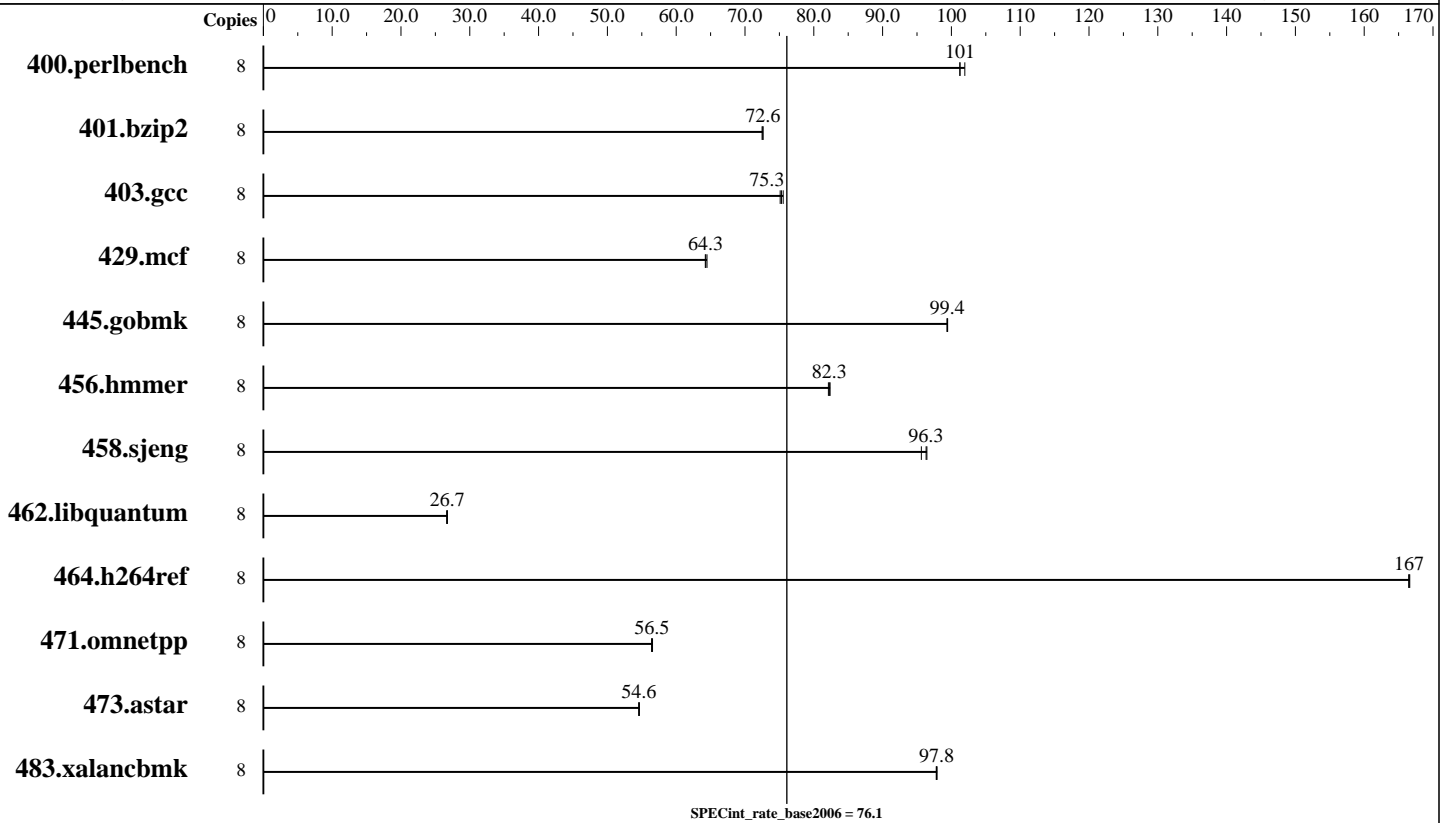 Copies 0 10.0 20.0 30.0 40.0 50.0 60.0 70.0 80.0 90.0 100 110 120 130 140 150 160 170
400.perlbench 8 101
401.bzip2 8 72.6
403.gcc 8 75.3
429.mcf 8 64.3
445.gobmk 8 99.4
456.hmmer 8 82.3
458.sjeng 8 96.3
462.libquantum 8 26.7
464.h264ref 8 167
471.omnetpp 8 56.5
473.astar 8 54.6
483.xalancbmk 8 97.8
SPECint_rate_base2006 = 76.1